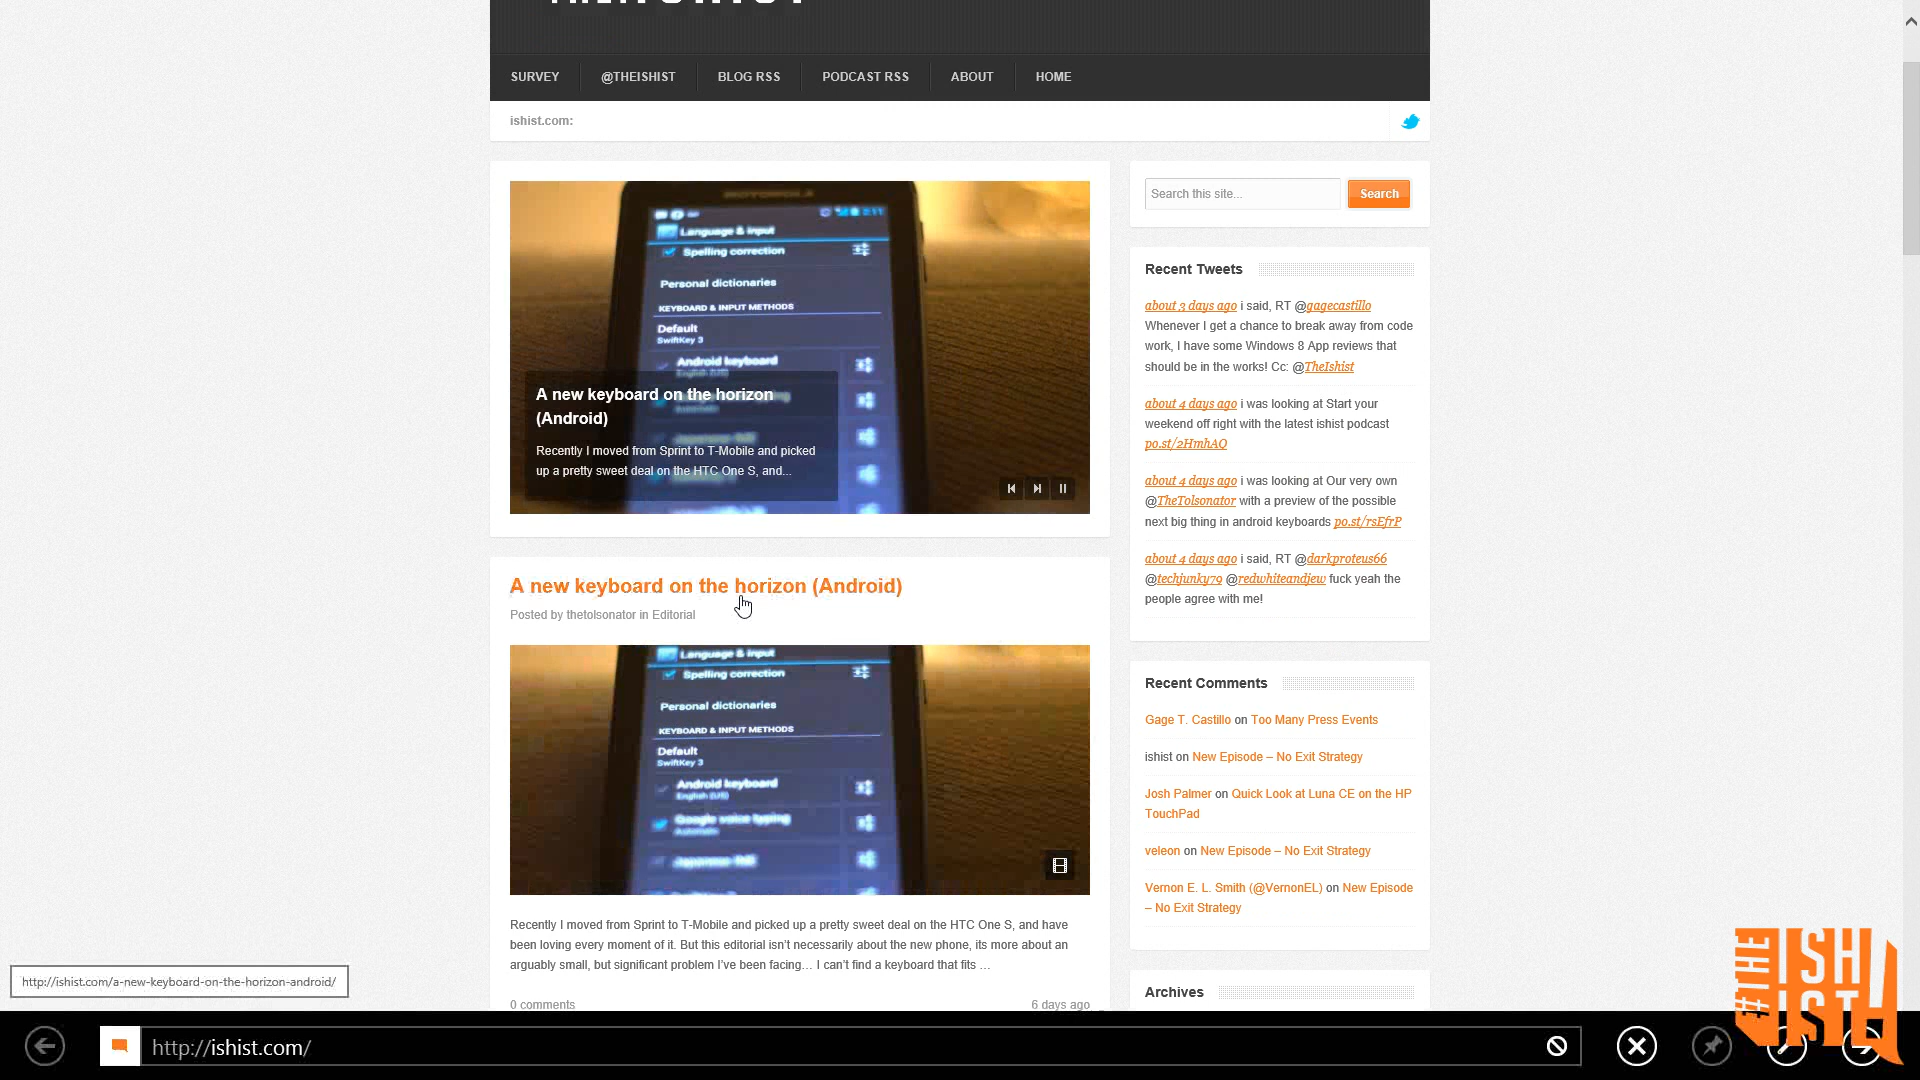 SURVEY
@THEISHIST
BLOG RSS
PODCAST RSS
ABOUT
HOME
ishist.com:
MOTOROLA
Language & input
Spelling correction
Personal dictionaries
KEYBOARD & INPUT METHODS
Default
SwiftKey 3
Android keyboard
English (US)
A new keyboard on the horizon
(Android)
Recently I moved from Sprint to T-Mobile and picked
up a pretty sweet deal on the HTC One S, and...
A new keyboard on the horizon (Android)
Posted by thetolsonator in Editorial
Language & input
Spelling correction
Personal dictionaries
KEYBOARD & INPUT METHODS
Default
SwiftKey 3
Android keyboard
English (US)
Google voice typing
Automatic
Japanese IME
Recently I moved from Sprint to T-Mobile and picked up a pretty sweet deal on the HTC One S, and have
been loving every moment of it. But this editorial isn't necessarily about the new phone, its more about an
arguably small, but significant problem I've been facing… I can't find a keyboard that fits …
0 comments
6 days ago
Search this site...
Search
Recent Tweets
about 3 days ago i said, RT @gagecastillo
Whenever I get a chance to break away from code
work, I have some Windows 8 App reviews that
should be in the works! Cc: @TheIshist
about 4 days ago i was looking at Start your
weekend off right with the latest ishist podcast
po.st/2HmhAQ
about 4 days ago i was looking at Our very own
@TheTolsonator with a preview of the possible
next big thing in android keyboards po.st/rsEfrP
about 4 days ago i said, RT @darkproteus66
@techjunky79 @redwhiteandjew fuck yeah the
people agree with me!
Recent Comments
Gage T. Castillo on Too Many Press Events
ishist on New Episode – No Exit Strategy
Josh Palmer on Quick Look at Luna CE on the HP
TouchPad
veleon on New Episode – No Exit Strategy
Vernon E. L. Smith (@VernonEL) on New Episode
– No Exit Strategy
Archives
http://ishist.com/a-new-keyboard-on-the-horizon-android/
http://ishist.com/
#THE
ISH
IST